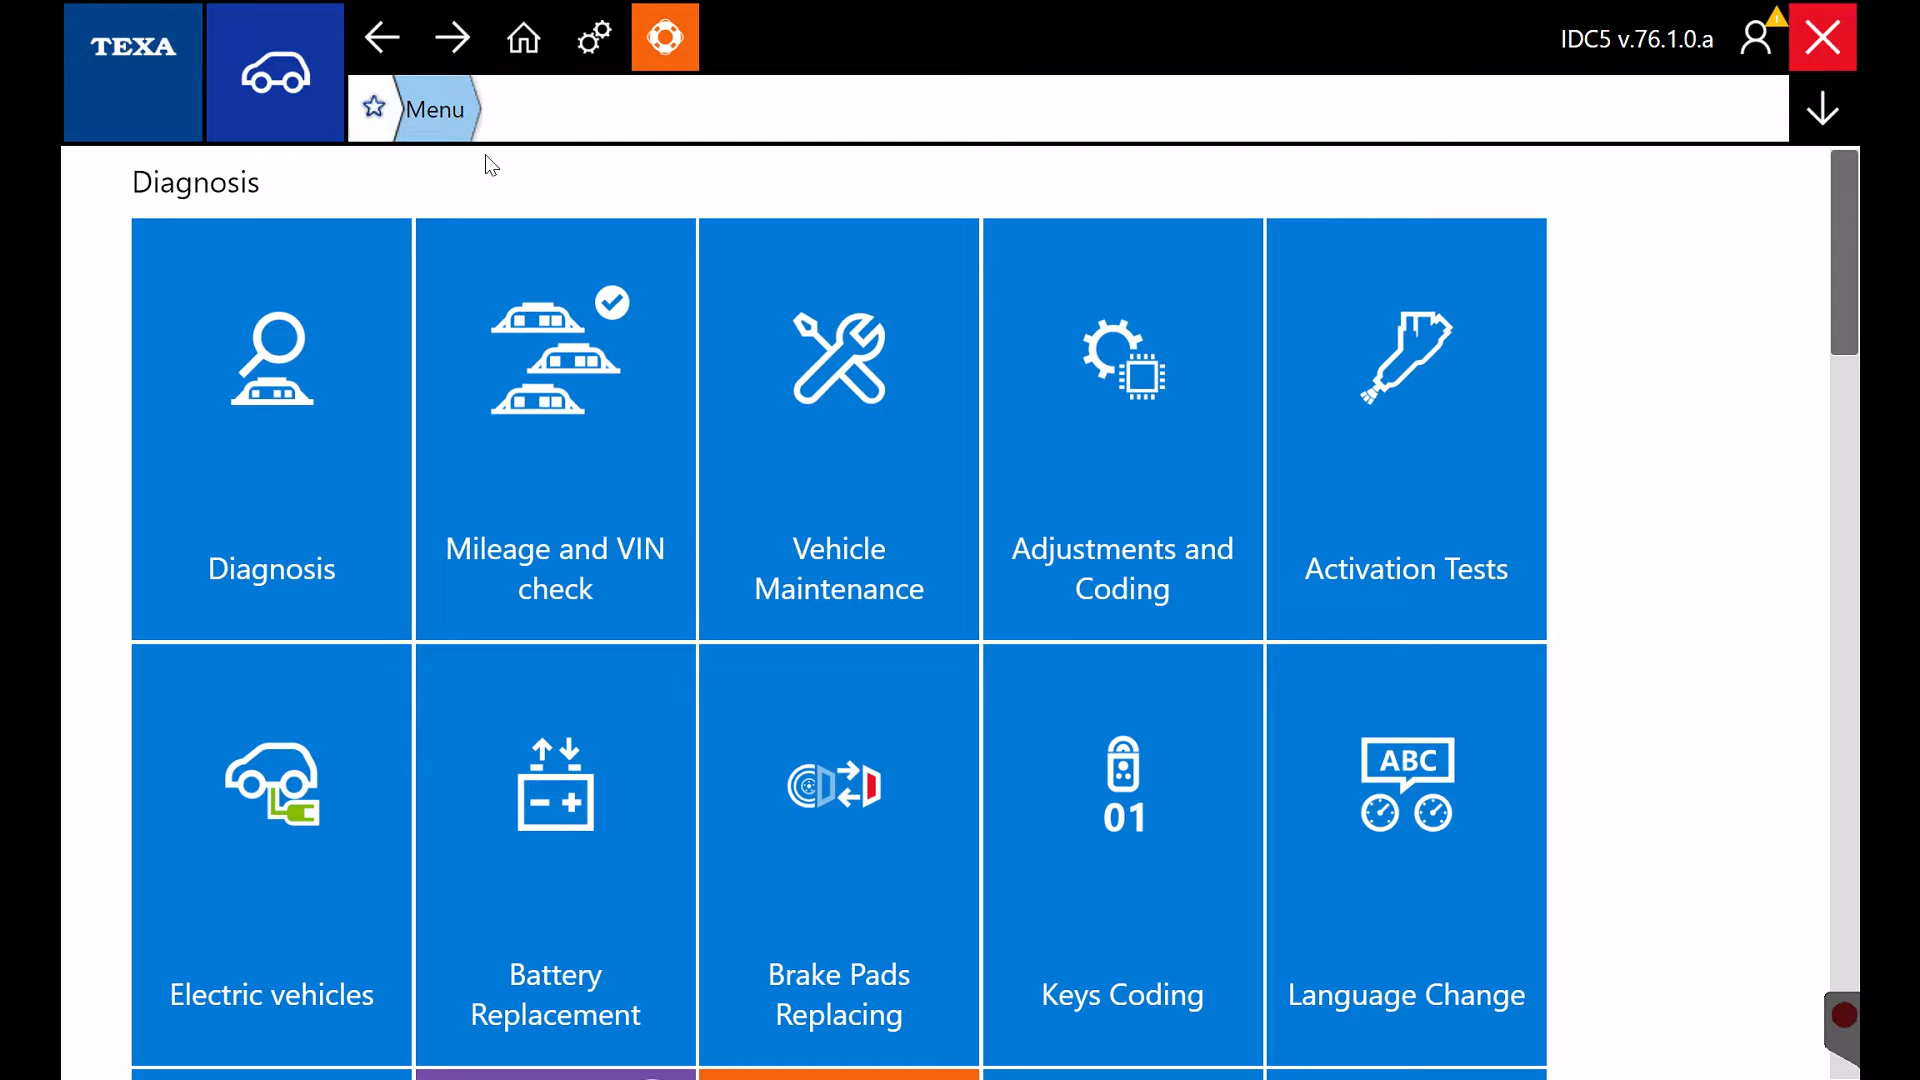 TEXA
IDC5 v.76.1.0.a
Menu
Diagnosis
Diagnosis
Mileage and VIN
check
Vehicle
Maintenance
Adjustments and
Coding
Activation Tests
Electric vehicles
Battery
Replacement
Brake Pads
Replacing
01
Keys Coding
ABC
Language Change